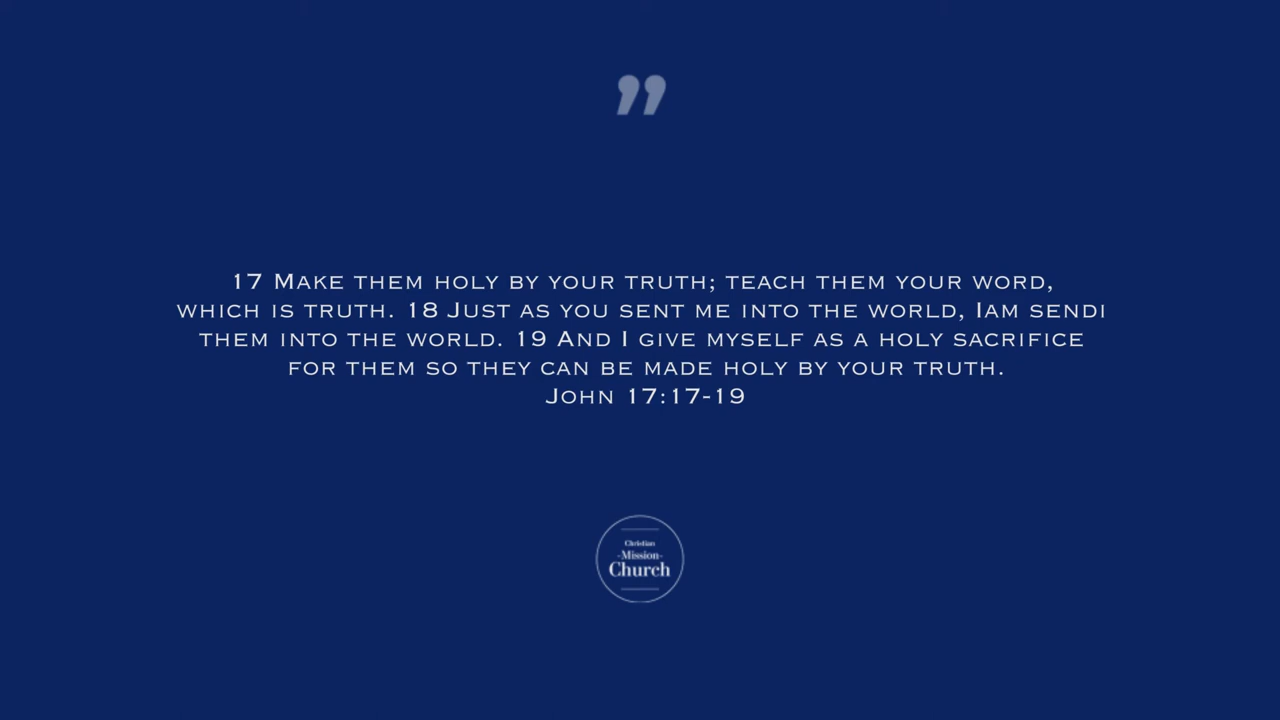 ”
17 Make them holy by your truth; teach them your word,
which is truth. 18 Just as you sent me into the world, Iam sendi
them into the world. 19 And I give myself as a holy sacrifice
for them so they can be made holy by your truth.
John 17:17-19
Christian
-Mission-
Church